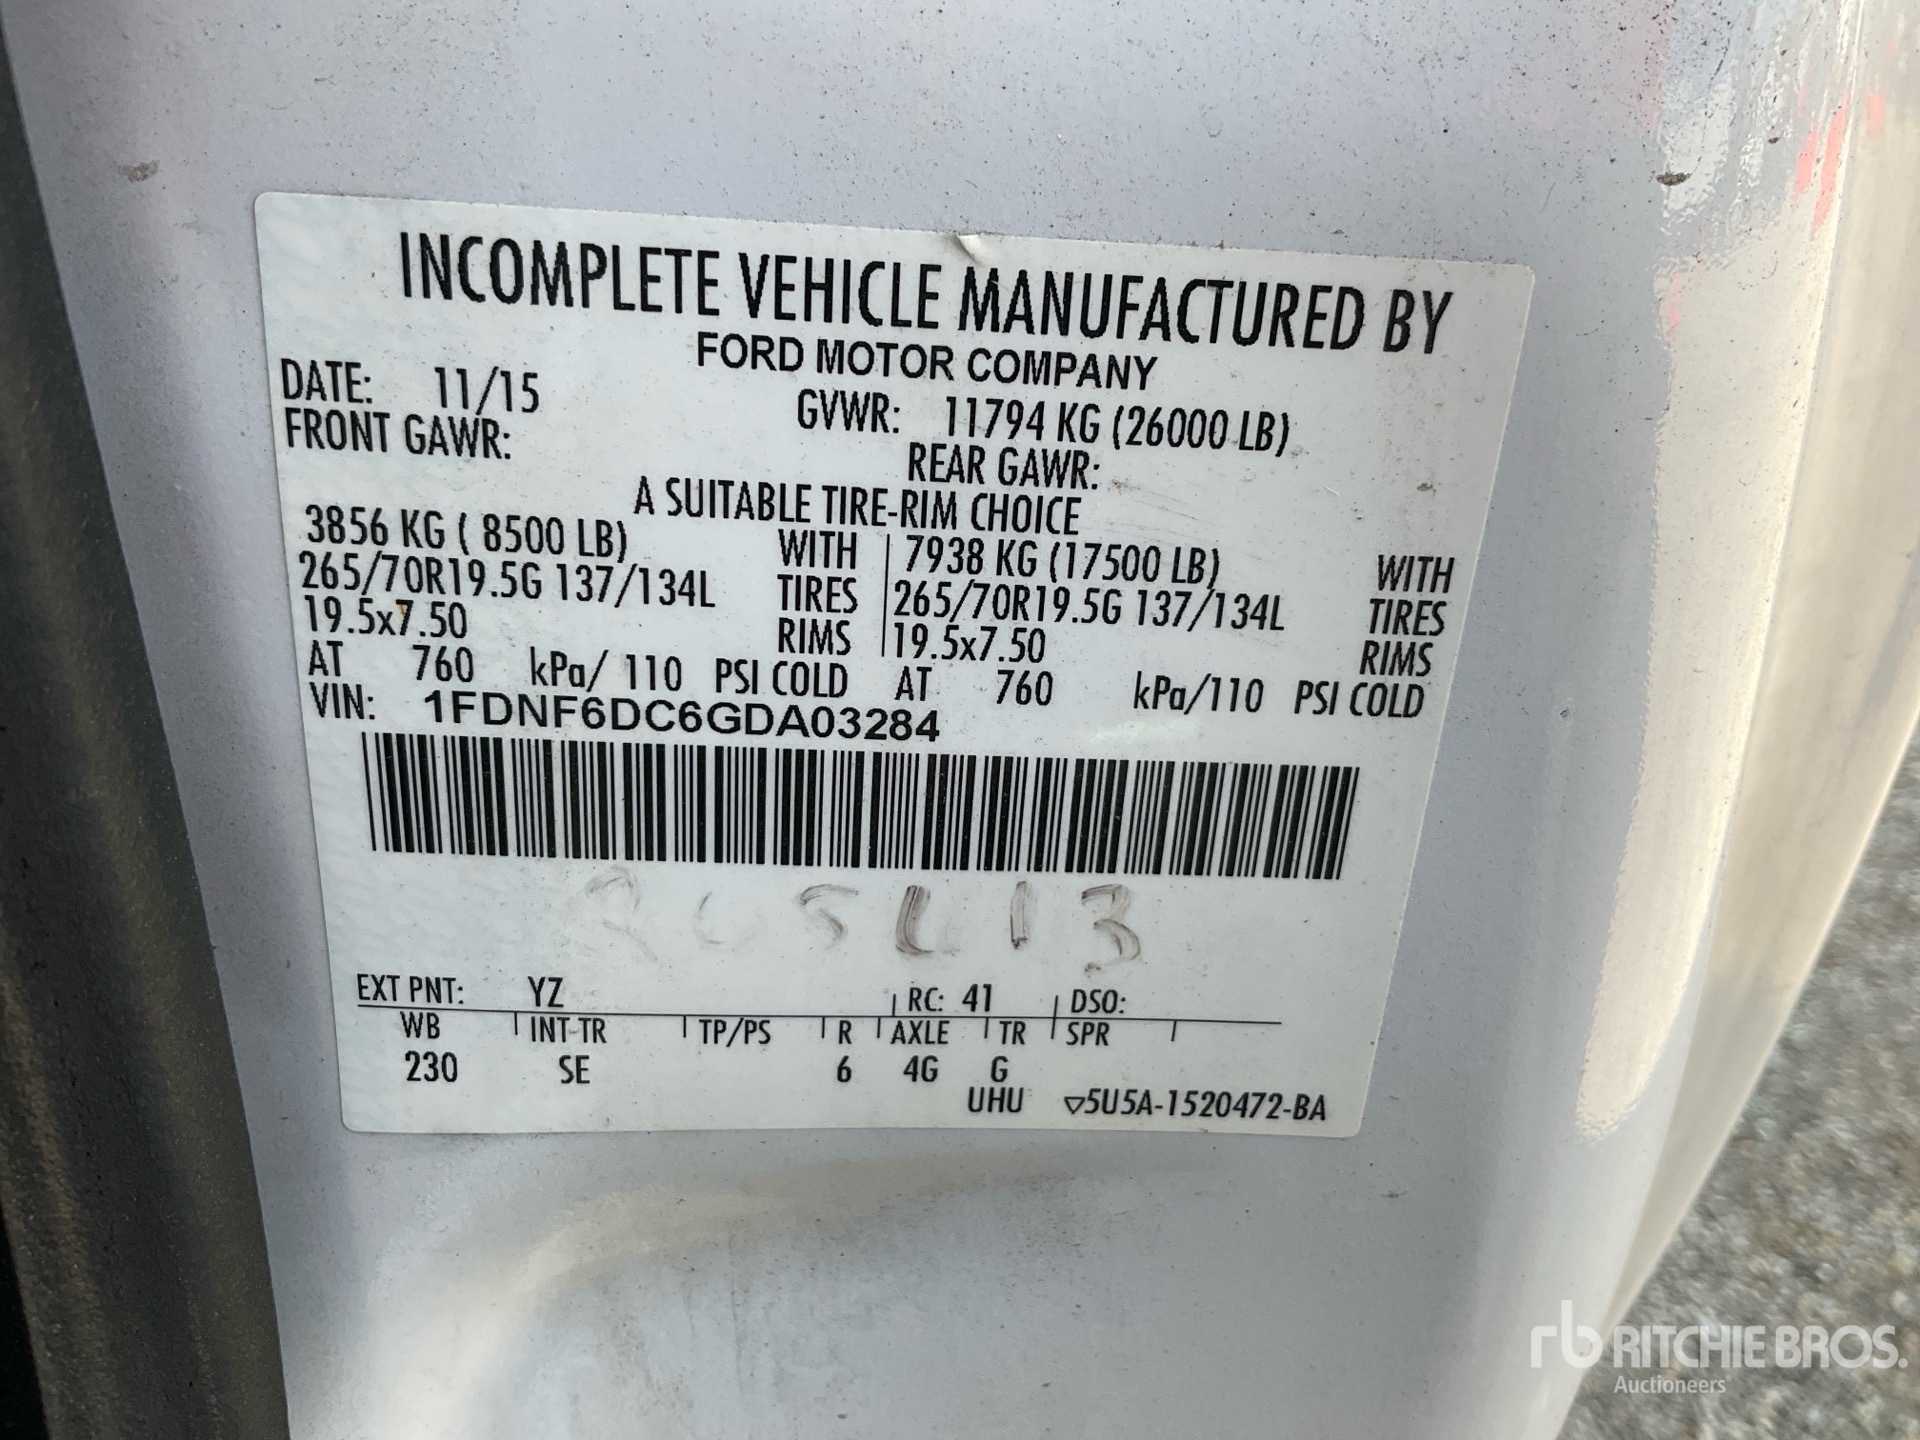 INCOMPLETE VEHICLE MANUFACTURED BY
FORD MOTOR COMPANY
DATE: 11/15 GVWR: 11794 KG (26000 LB)
FRONT GAWR: REAR GAWR:
A SUITABLE TIRE-RIM CHOICE
3856 KG ( 8500 LB) WITH 7938 KG (17500 LB) WITH
265/70R19.5G 137/134L TIRES 265/70R19.5G 137/134L TIRES
19.5x7.50 RIMS 19.5x7.50 RIMS
AT 760 kPa/ 110 PSI COLD AT 760 kPa/110 PSI COLD
VIN: 1FDNF6DC6GDA03284
EXT PNT: YZ RC: 41 DSO:
WB INT-TR TP/PS R AXLE TR SPR
230 SE 6 4G G
UHU ▽5U5A-1520472-BA
rb RITCHIE BROS.
Auctioneers